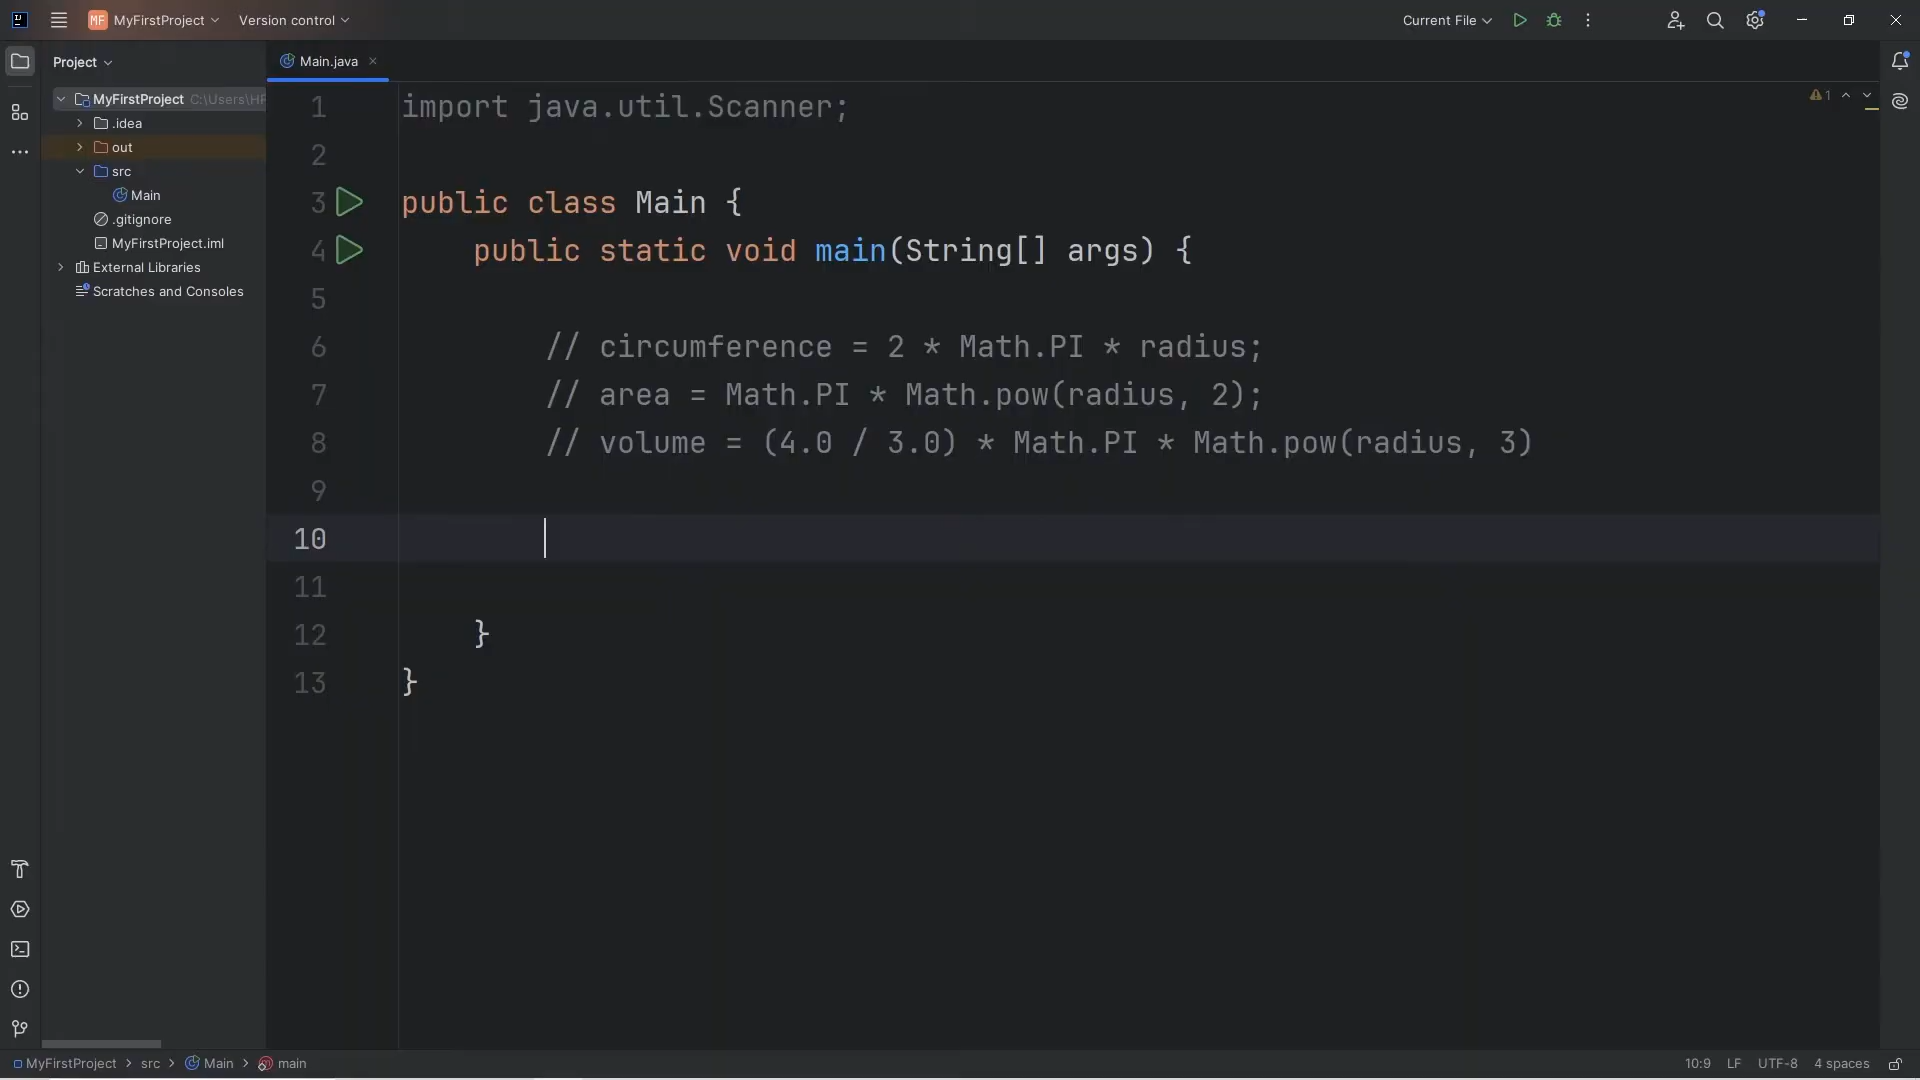 MF MyFirstProject Version control Current File
Project
Main.java
MyFirstProject C:\Users\HP
.idea
out
src
Main
.gitignore
MyFirstProject.iml
External Libraries
Scratches and Consoles
1 import java.util.Scanner;
2
3 public class Main {
4 public static void main(String[] args) {
5
6 // circumference = 2 * Math.PI * radius;
7 // area = Math.PI * Math.pow(radius, 2);
8 // volume = (4.0 / 3.0) * Math.PI * Math.pow(radius, 3)
9
10
11
12 }
13 }
1
MyFirstProject > src > Main > main 10:9 LF UTF-8 4 spaces